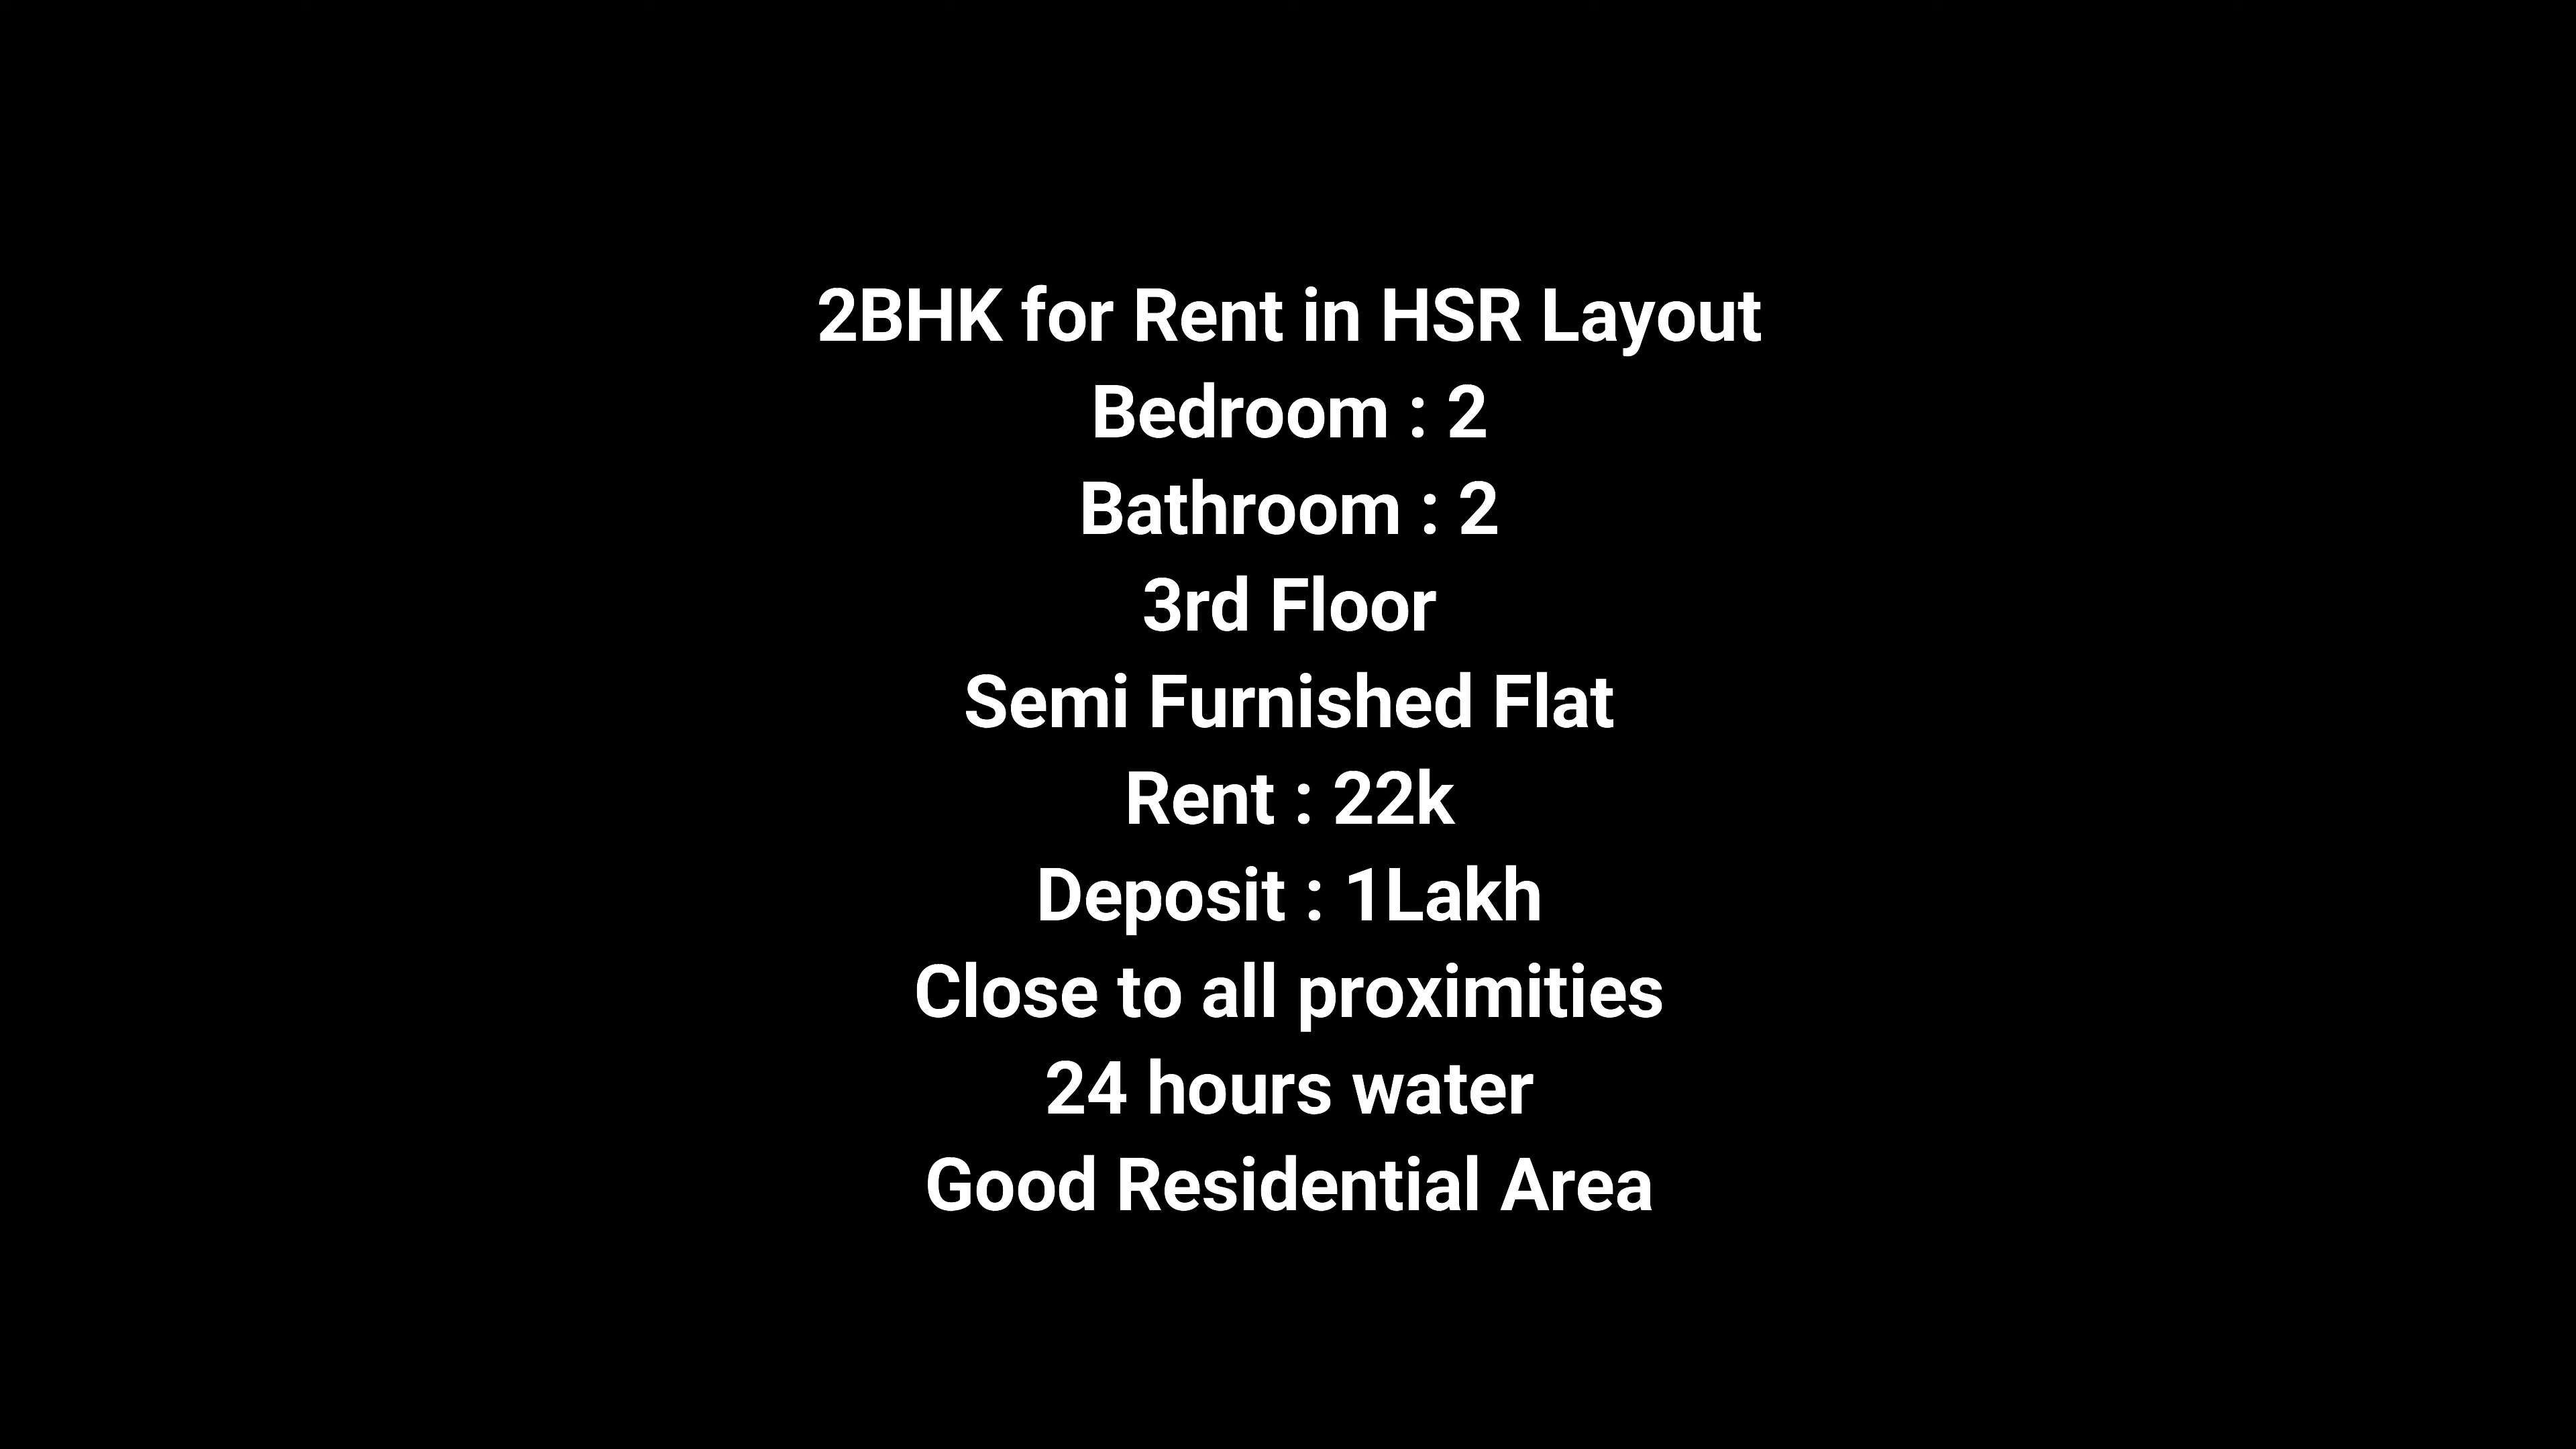 2BHK for Rent in HSR Layout
Bedroom : 2
Bathroom : 2
3rd Floor
Semi Furnished Flat
Rent : 22k
Deposit : 1Lakh
Close to all proximities
24 hours water
Good Residential Area